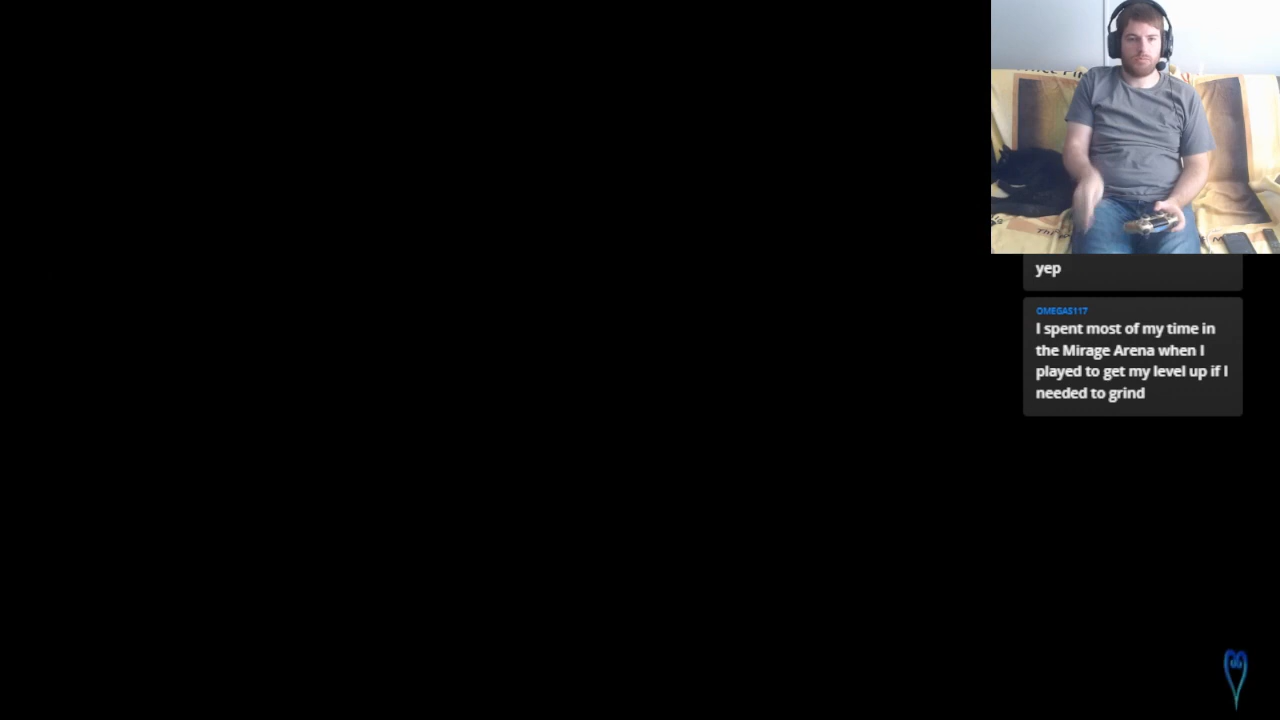 yep
OMEGAS117
I spent most of my time in
the Mirage Arena when I
played to get my level up if I
needed to grind